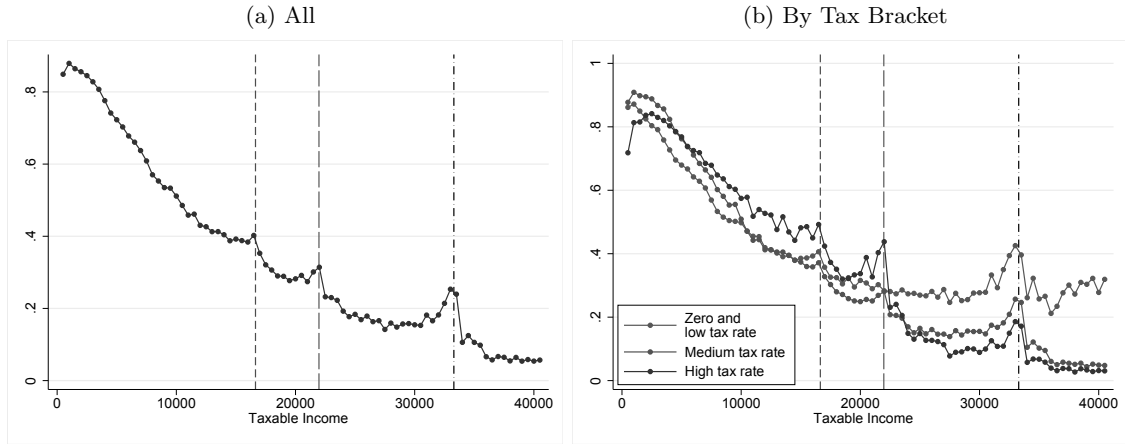 (a) All
.8
.6
.4
.2
0
0 10000 20000 30000 40000
Taxable Income
(b) By Tax Bracket
1
.8
.6
.4
.2
0
Zero and
low tax rate
Medium tax rate
High tax rate
0 10000 20000 30000 40000
Taxable Income